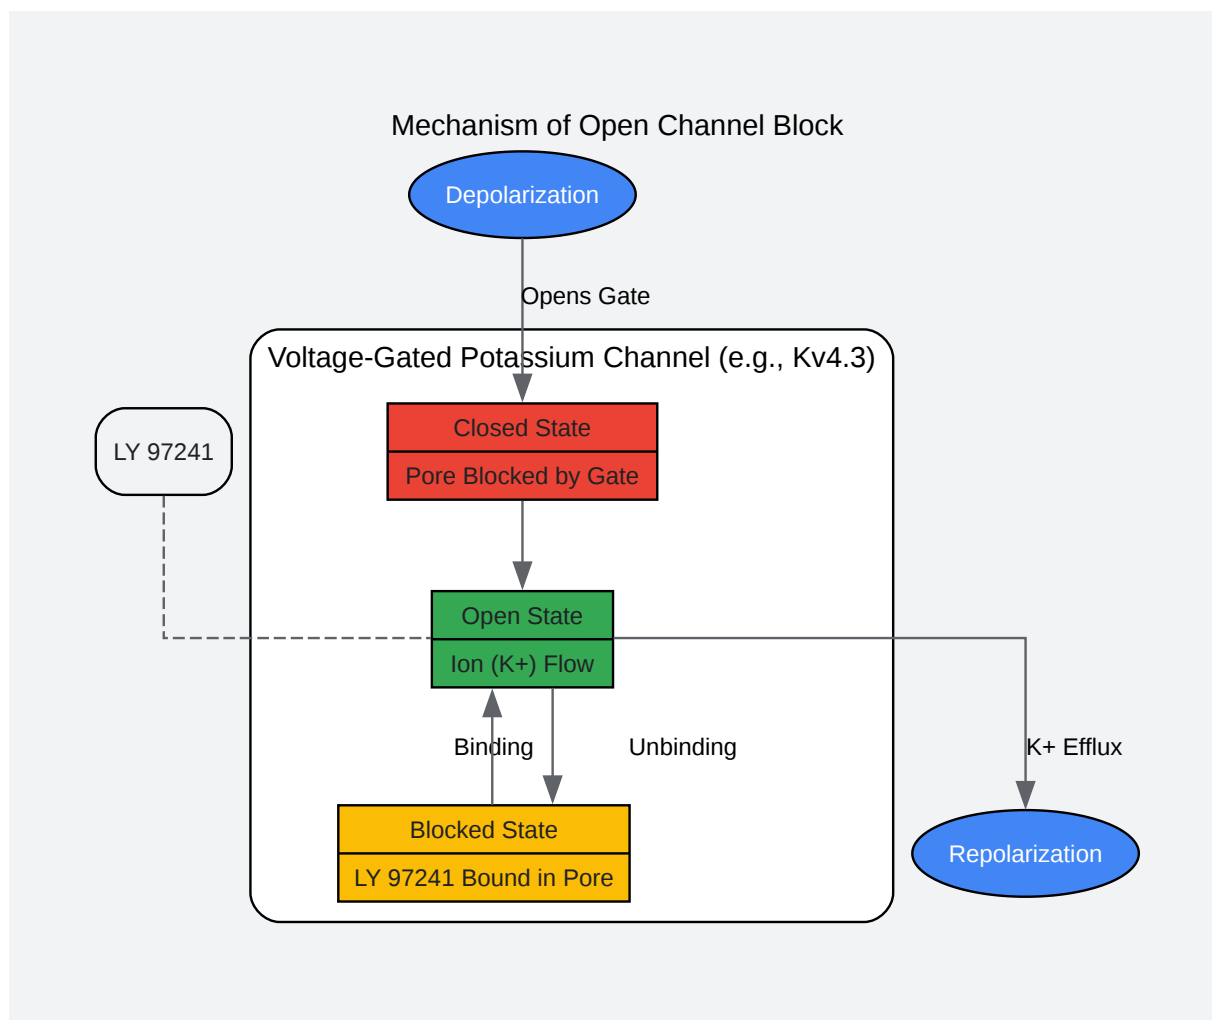 Mechanism of Open Channel Block
Depolarization
Opens Gate
Voltage-Gated Potassium Channel (e.g., Kv4.3)
Closed State
Pore Blocked by Gate
LY 97241
Open State
Ion (K+) Flow
Binding
Unbinding
K+ Efflux
Blocked State
LY 97241 Bound in Pore
Repolarization